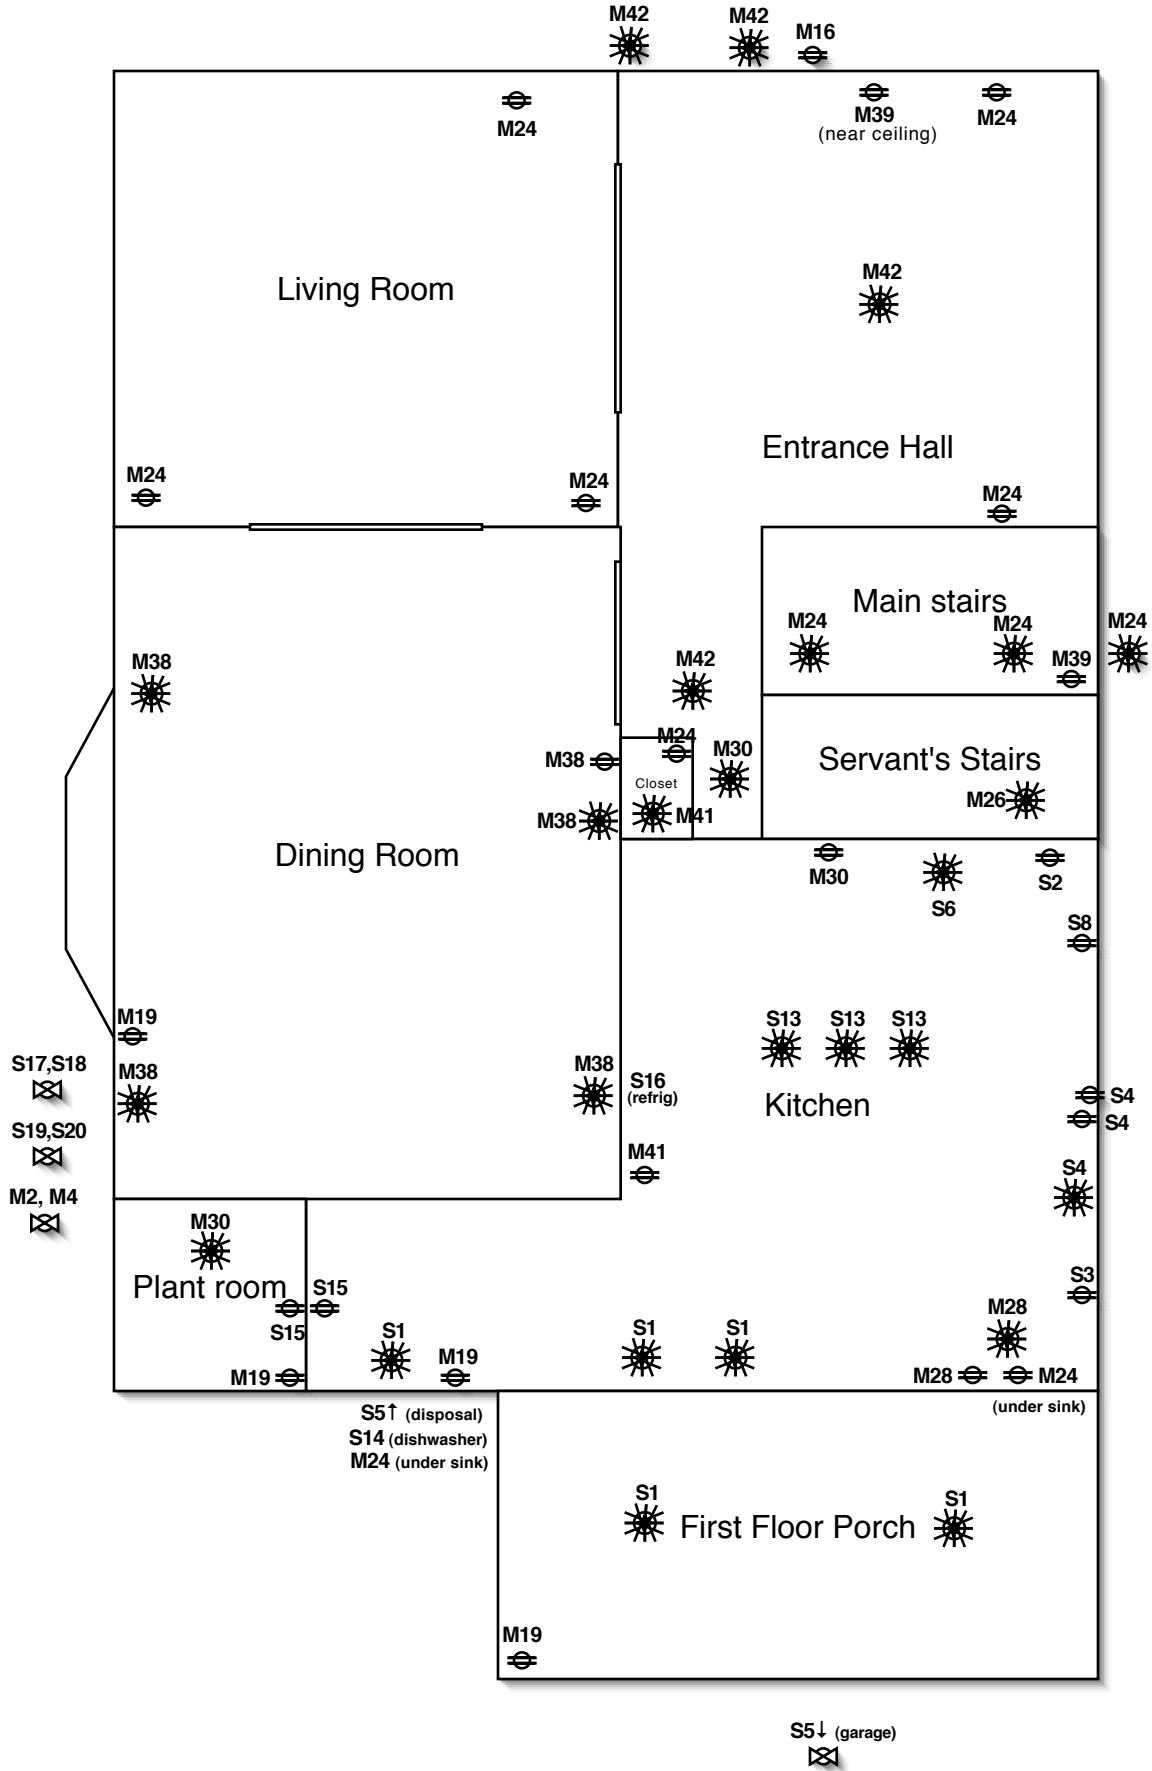 M42
M42
M16
M24
M39
(near ceiling)
M24
M42
Living Room
Entrance Hall
M24
M24
M24
Main stairs
M24
M24
M24
M38
M42
M39
M24
M38
M30
Servant's Stairs
Closet
M41
M26
M38
Dining Room
M30
S6
S2
S8
M19
S13
S13
S13
S17,S18
M38
M38
S16
(refrig)
Kitchen
S4
S4
S19,S20
M41
S4
M2, M4
M30
Plant room
S15
S15
S3
M28
S1
M19
S1
S1
M19
M28
M24
(under sink)
S5↑ (disposal)
S14 (dishwasher)
M24 (under sink)
S1
First Floor Porch
S1
M19
S5↓ (garage)